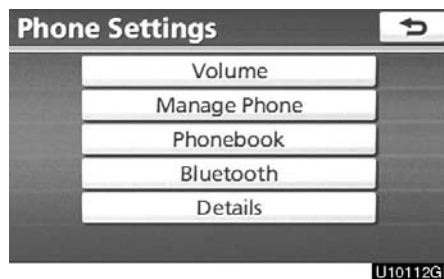 Phone Settings
Volume
Manage Phone
Phonebook
Bluetooth
Details
U10112G